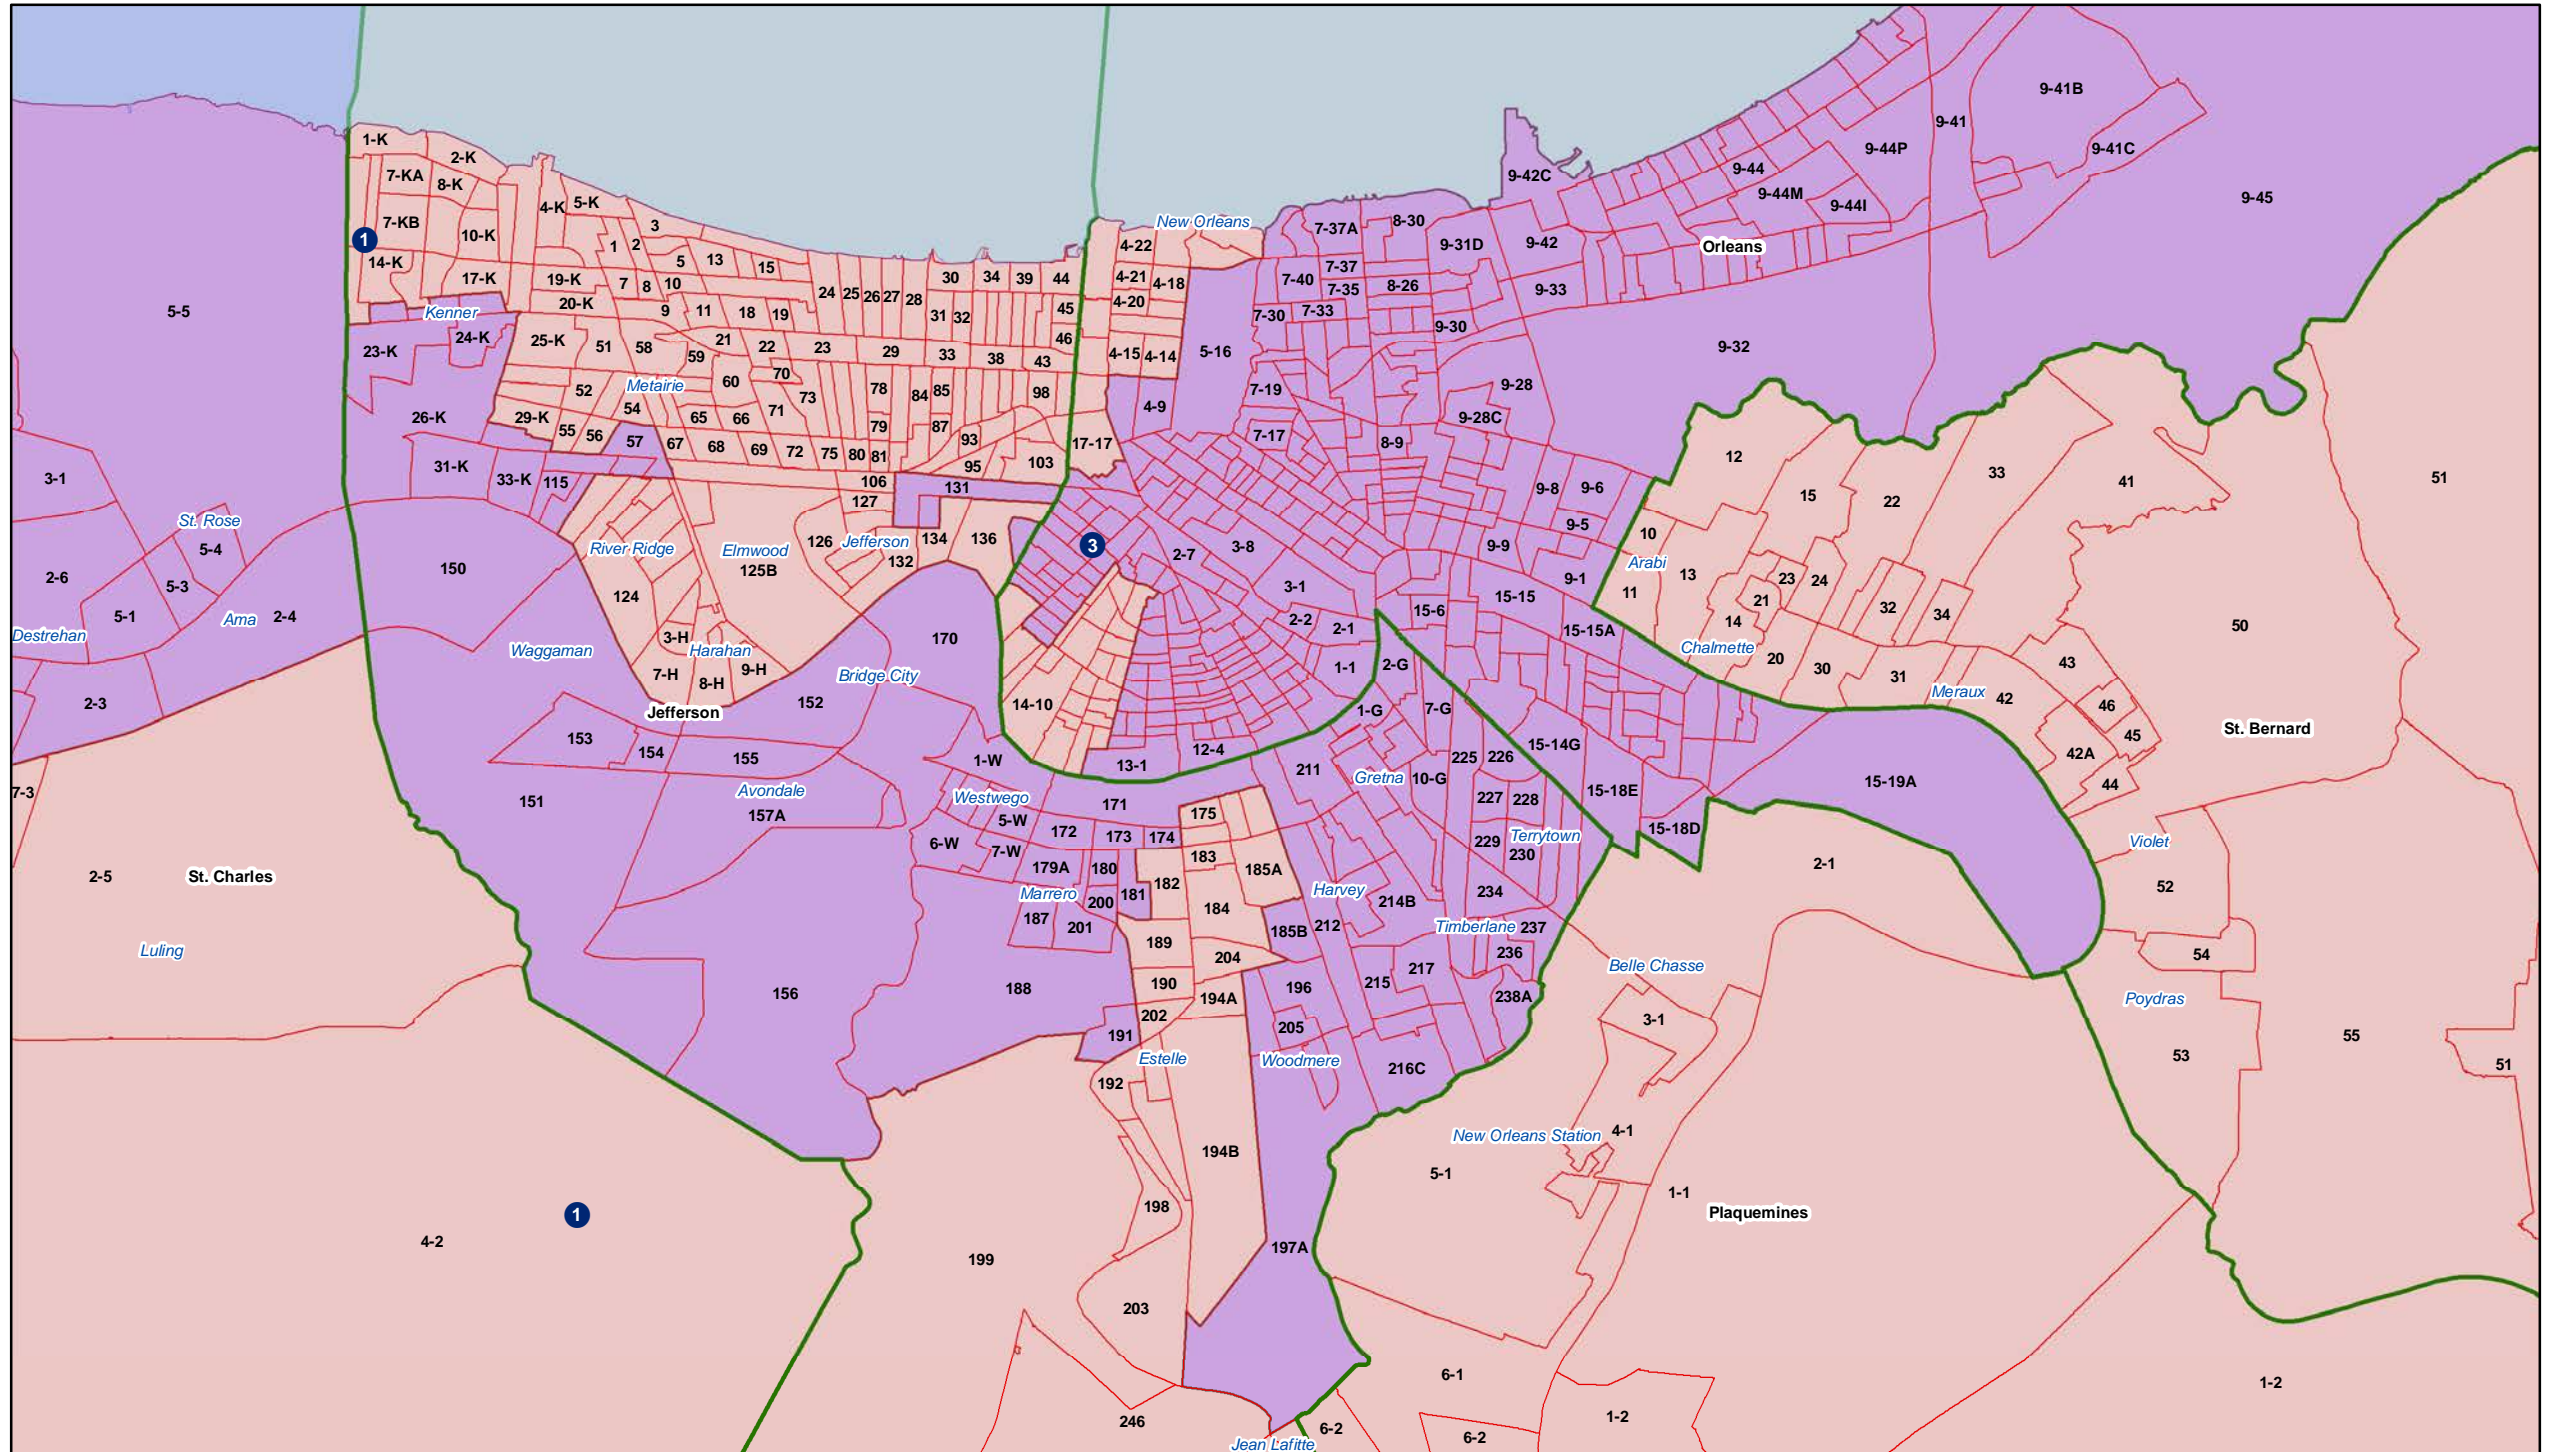 1-K
2-K
7-KA
8-K
4-K
5-K
7-KB
10-K
3
1
2
1
14-K
17-K
19-K
20-K
5
13
15
7
8
10
9
11
18
19
24
25
26
27
28
30
34
39
44
31
32
45
46
Kenner
23-K
24-K
25-K
51
58
59
21
22
23
29
33
38
43
26-K
52
Metairie
60
70
73
78
84
85
98
29-K
54
65
66
71
79
87
55
56
57
67
68
69
72
75
80
81
93
95
103
31-K
33-K
115
106
127
131
5-5
3-1
St. Rose
5-4
5-3
2-6
5-1
Ama
2-4
Destrehan
2-3
7-3
2-5
St. Charles
Luling
4-2
1
150
River Ridge
Elmwood
125B
126
Jefferson
132
134
136
124
3-H
Harahan
7-H
8-H
9-H
Waggaman
Jefferson
170
Bridge City
152
153
154
155
151
Avondale
157A
156
1-W
Westwego
5-W
6-W
7-W
171
172
173
174
179A
180
Marrero
200
181
187
201
188
191
175
183
182
185A
184
189
204
185B
190
194A
202
Estelle
192
194B
198
199
203
246
Jean Lafitte
197A
196
205
Woodmere
216C
215
217
212
Harvey
214B
211
Gretna
1-G
2-G
7-G
10-G
225
226
227
228
229
230
Terrytown
234
Timberlane
237
236
238A
New Orleans
4-22
4-21
4-18
4-20
4-15
4-14
4-9
5-16
17-17
3
7-37A
8-30
9-31D
9-42
9-42C
7-37
7-40
7-35
8-26
9-33
7-30
7-33
9-30
7-19
7-17
8-9
9-28
9-28C
9-32
9-8
9-6
9-5
9-9
9-1
2-7
3-8
3-1
2-2
2-1
1-1
14-10
13-1
12-4
15-6
15-15
15-15A
15-14G
15-18E
15-18D
15-19A
Orleans
9-44
9-44M
9-44I
9-44P
9-41
9-41B
9-41C
9-45
12
15
22
33
41
51
10
Arabi
11
13
14
21
23
24
32
34
Chalmette
20
30
31
Meraux
42
43
46
45
42A
44
50
St. Bernard
Violet
52
54
Poydras
53
55
51
2-1
Belle Chasse
3-1
New Orleans Station
4-1
5-1
1-1
Plaquemines
6-1
6-2
6-2
1-2
1-2